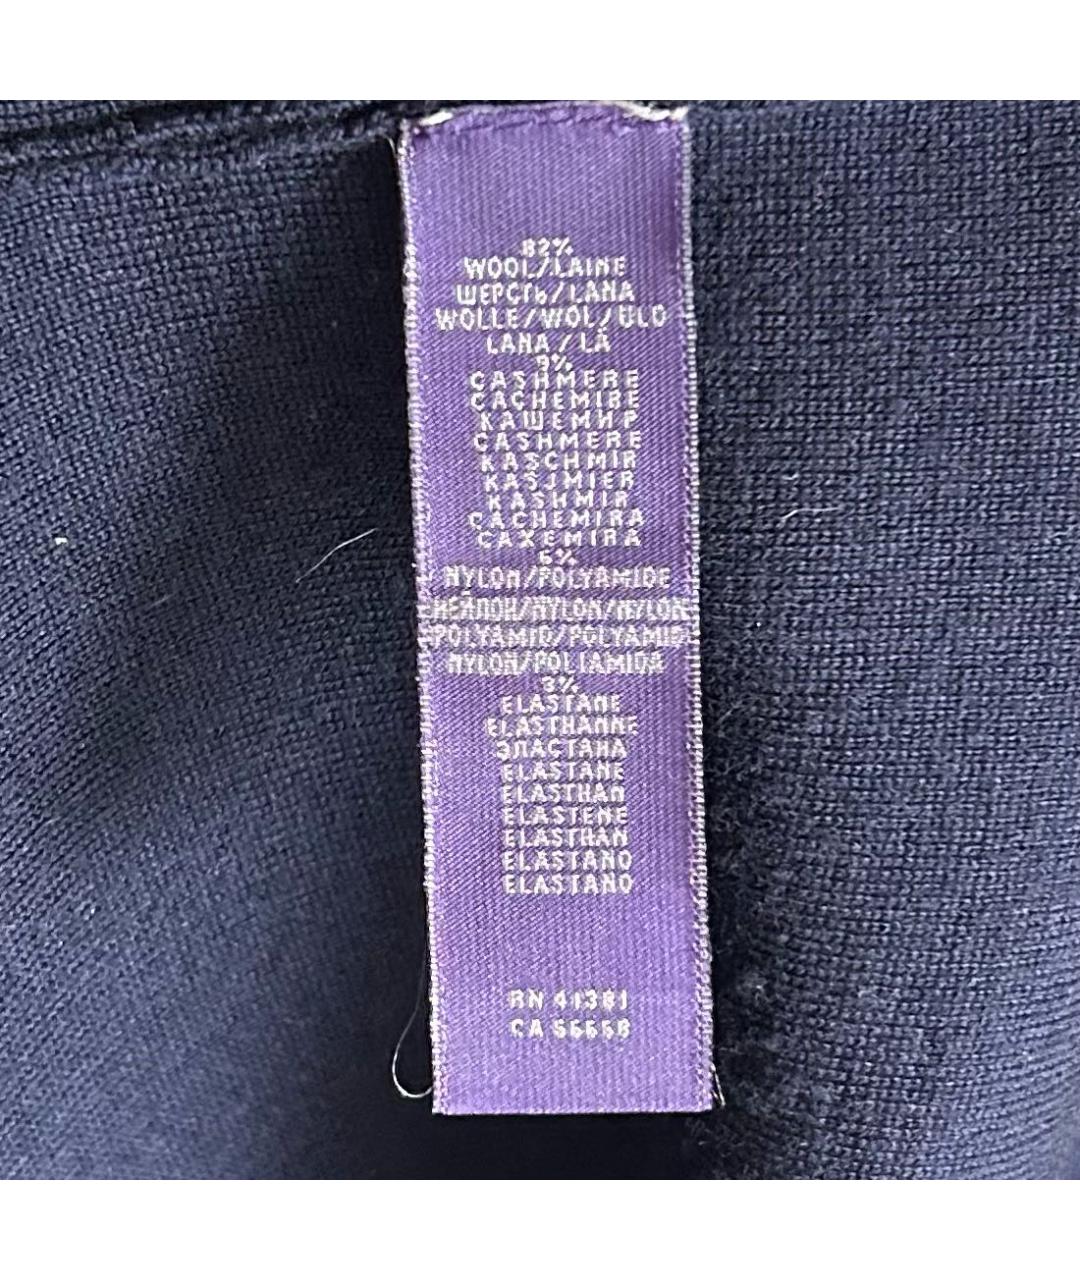 82%
WOOL/LAINE
ШЕРСТЬ/LANA
WOLLE/WOL/ULD
LANA/LÃ
9%
CASHMERE
CACHEMIRE
КАШЕМИР
CASHMERE
KASCHMIR
KASJMIER
KASHMIR
CACHEMIRA
CAXEMIRA
6%
NYLON/POLYAMIDE
НЕЙЛОН/NYLON/NYLON
POLYAMID/POLYAMID
NYLON/POLIAMIDA
3%
ELASTANE
ELASTHANNE
ЭЛАСТАНА
ELASTANE
ELASTHAN
ELASTENE
ELASTHAN
ELASTANO
ELASTANO
RN 41381
CA